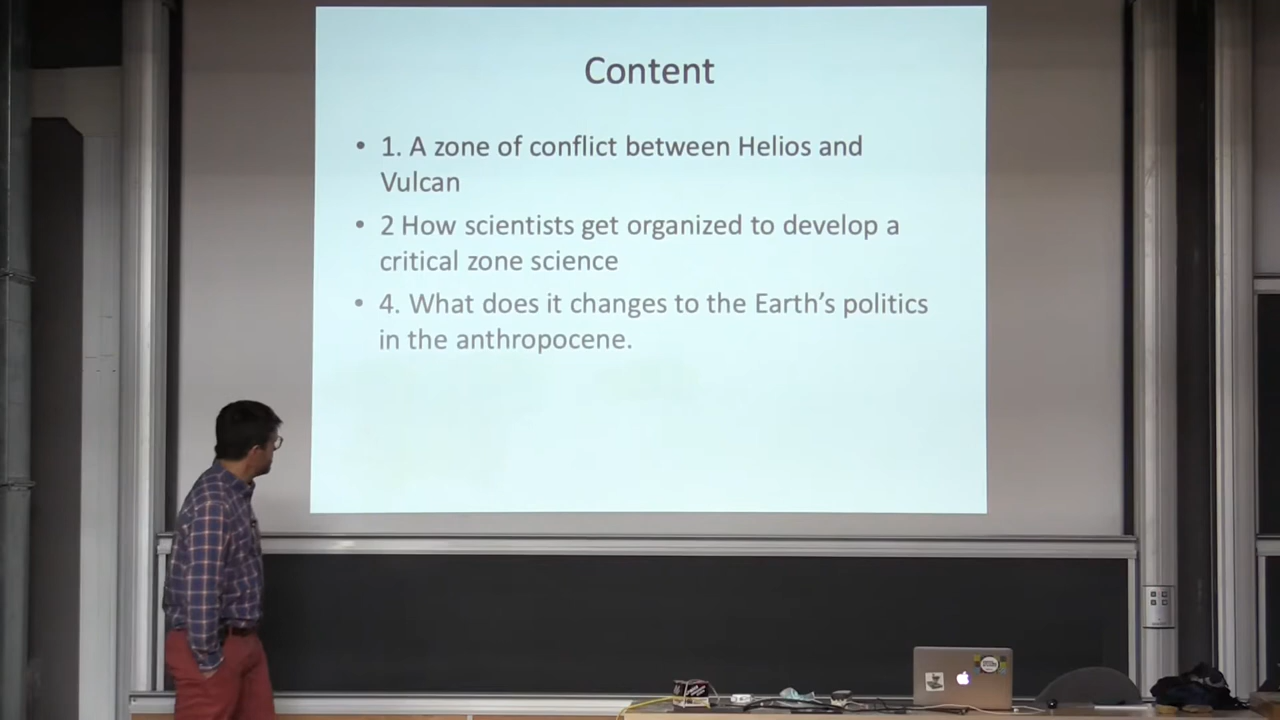 Content
• 1. A zone of conflict between Helios and
Vulcan
• 2 How scientists get organized to develop a
critical zone science
• 4. What does it changes to the Earth's politics
in the anthropocene.